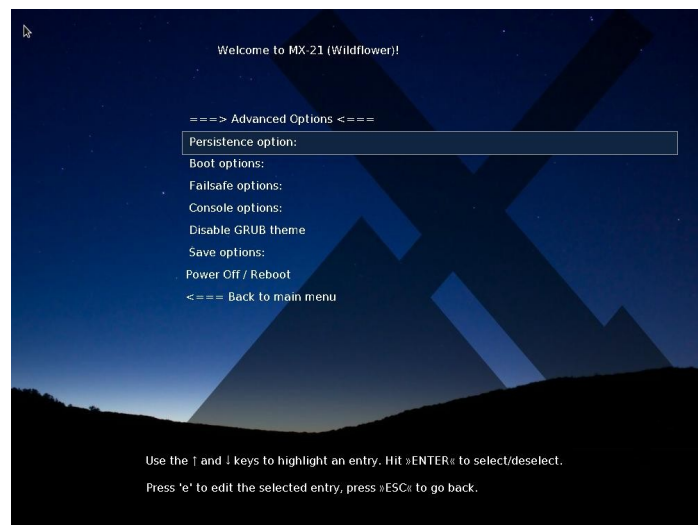 Welcome to MX-21 (Wildflower)!
===> Advanced Options <===
Persistence option:
Boot options:
Failsafe options:
Console options:
Disable GRUB theme
Save options:
Power Off / Reboot
<=== Back to main menu
Use the ↑ and ↓ keys to highlight an entry. Hit »ENTER« to select/deselect.
Press 'e' to edit the selected entry, press »ESC« to go back.